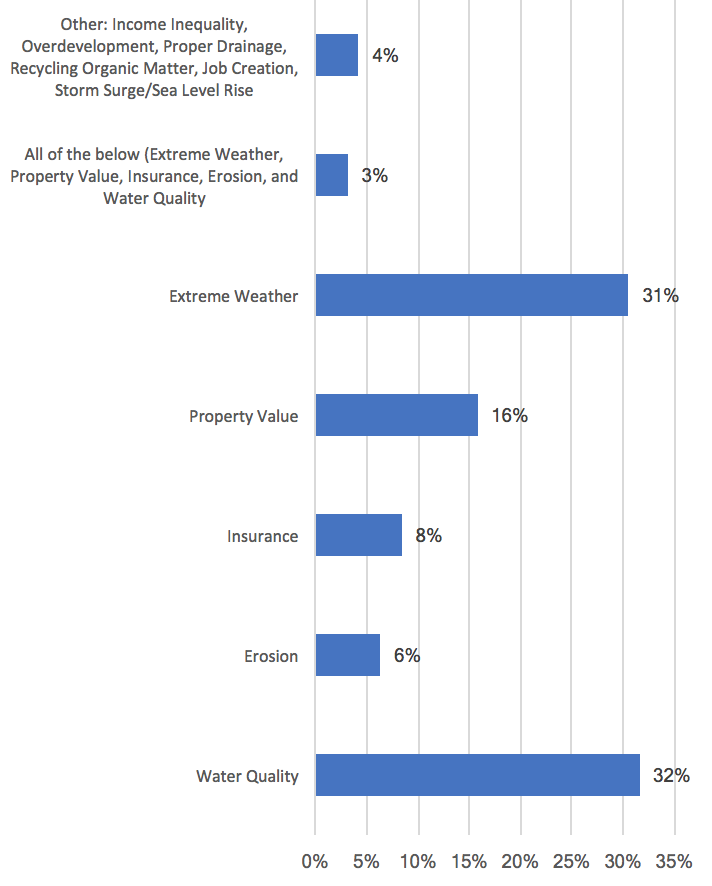 Other: Income Inequality,
Overdevelopment, Proper Drainage,
Recycling Organic Matter, Job Creation,
Storm Surge/Sea Level Rise
4%
All of the below (Extreme Weather,
Property Value, Insurance, Erosion, and
Water Quality
3%
Extreme Weather
31%
Property Value
16%
Insurance
8%
Erosion
6%
Water Quality
32%
0% 5% 10% 15% 20% 25% 30% 35%